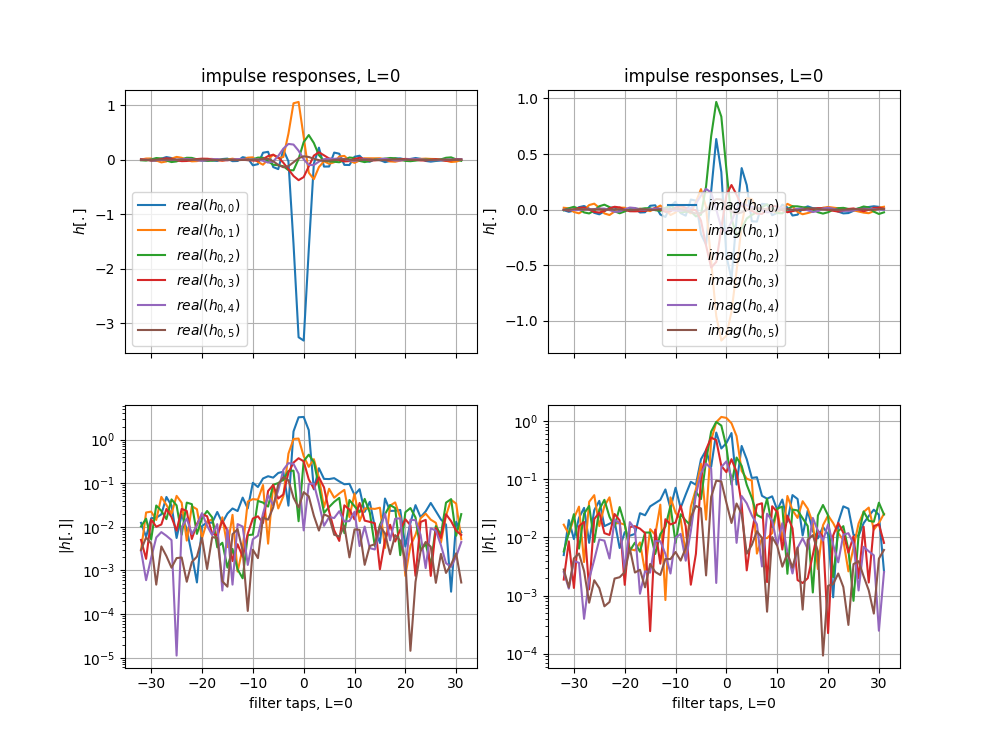 impulse responses, L=0
impulse responses, L=0
1
0
−1
−2
−3
h[.]
real(h0,0)
real(h0,1)
real(h0,2)
real(h0,3)
real(h0,4)
real(h0,5)
1.0
0.5
0.0
−0.5
−1.0
h[.]
imag(h0,0)
imag(h0,1)
imag(h0,2)
imag(h0,3)
imag(h0,4)
imag(h0,5)
10^0
10^−1
10^−2
10^−3
10^−4
10^−5
|h[.]|
−30 −20 −10 0 10 20 30
filter taps, L=0
10^0
10^−1
10^−2
10^−3
10^−4
|h[.]|
−30 −20 −10 0 10 20 30
filter taps, L=0